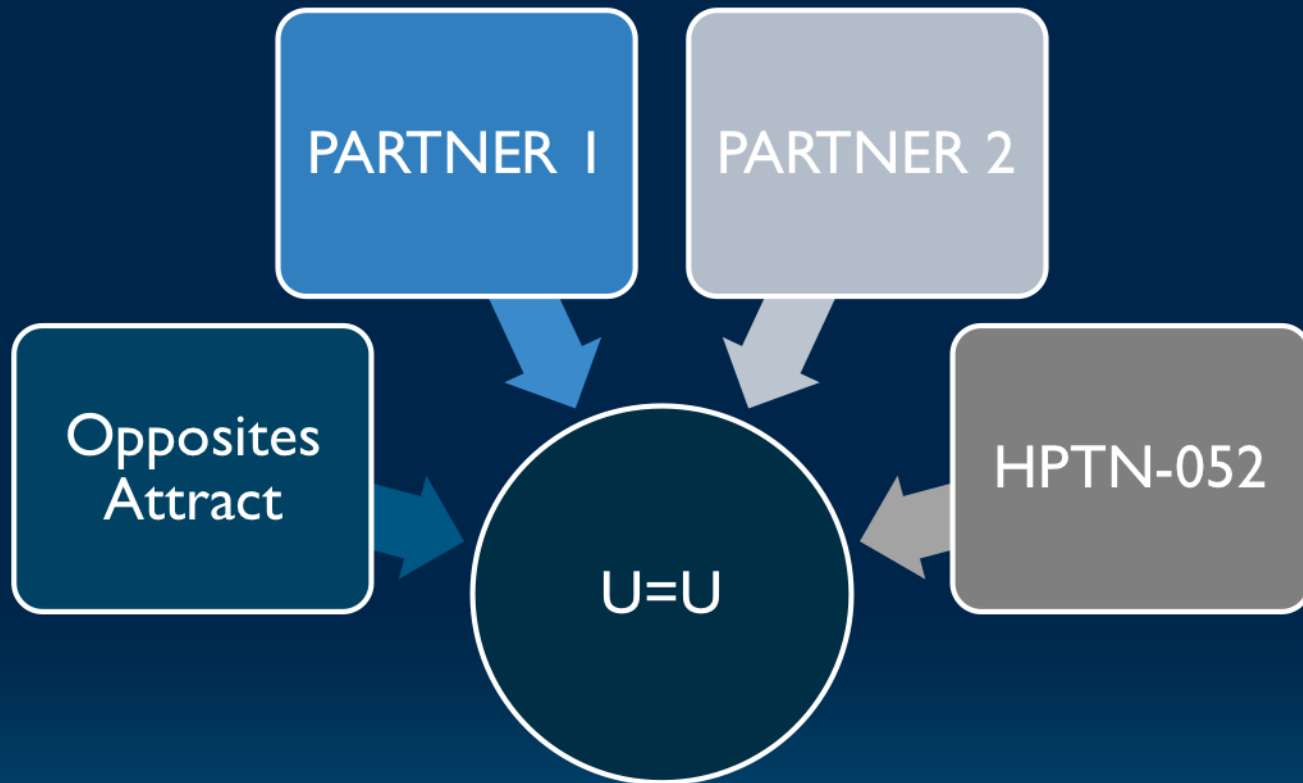 PARTNER 1
PARTNER 2
Opposites
Attract
HPTN-052
U=U